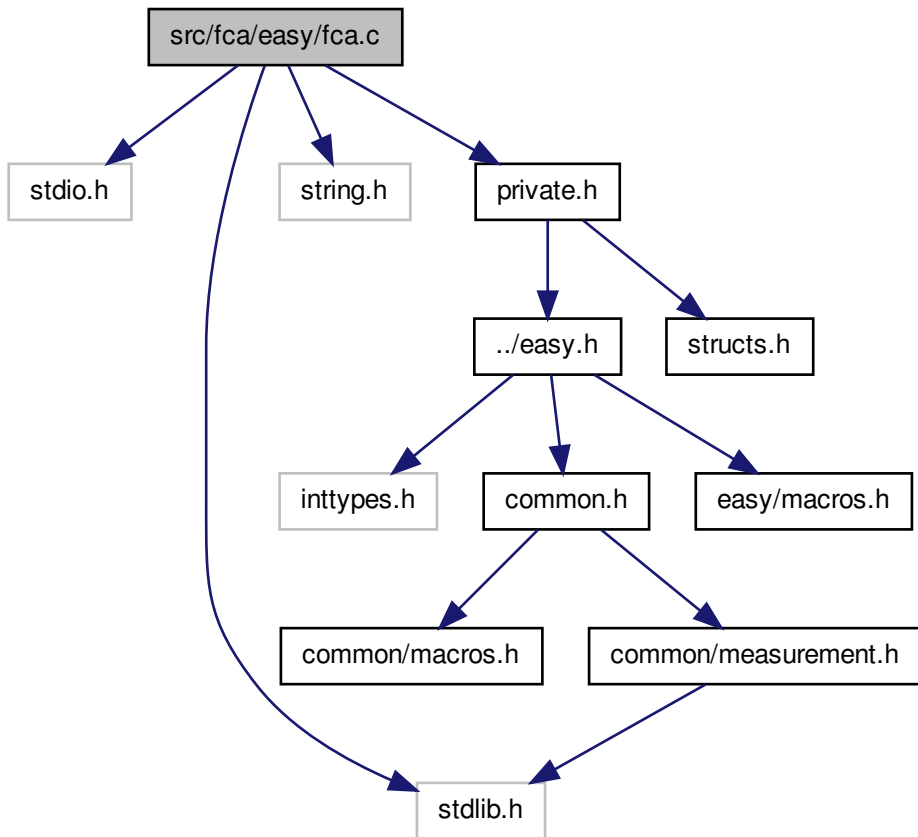 src/fca/easy/fca.c
stdio.h
string.h
private.h
../easy.h
structs.h
inttypes.h
common.h
easy/macros.h
common/macros.h
common/measurement.h
stdlib.h